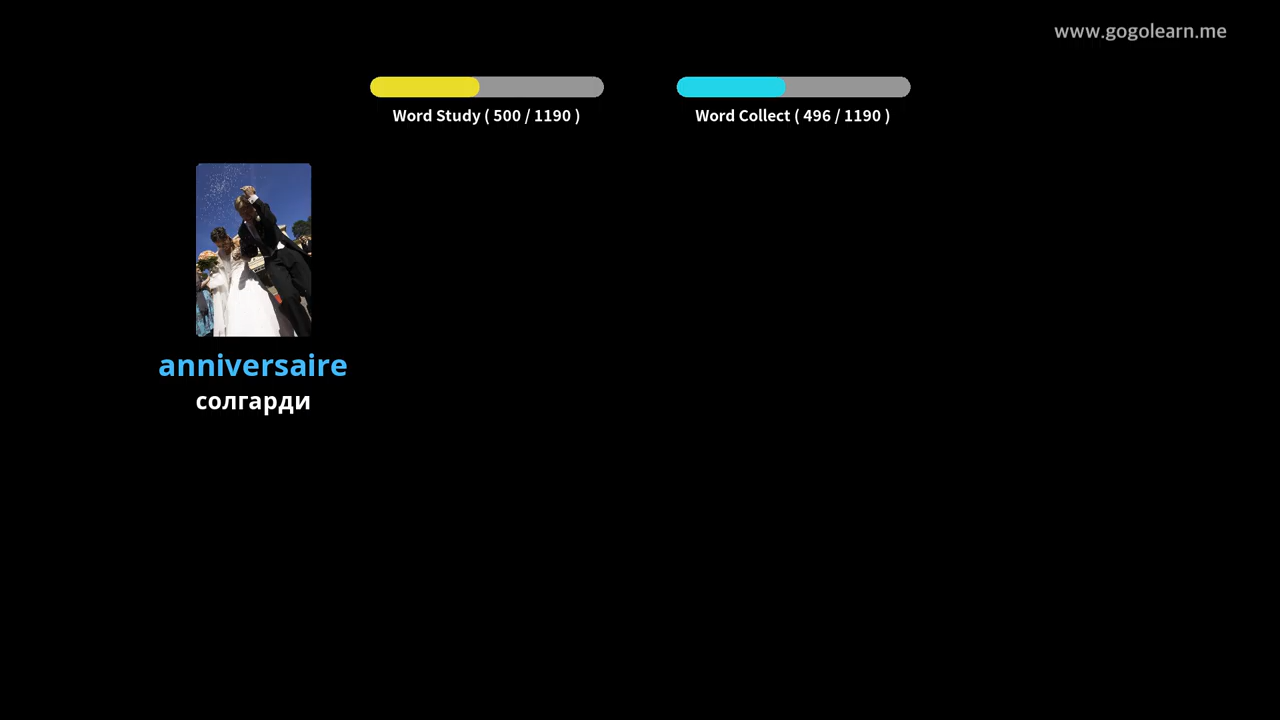 www.gogolearn.me
Word Study ( 500 / 1190 )
Word Collect ( 496 / 1190 )
anniversaire
солгарди